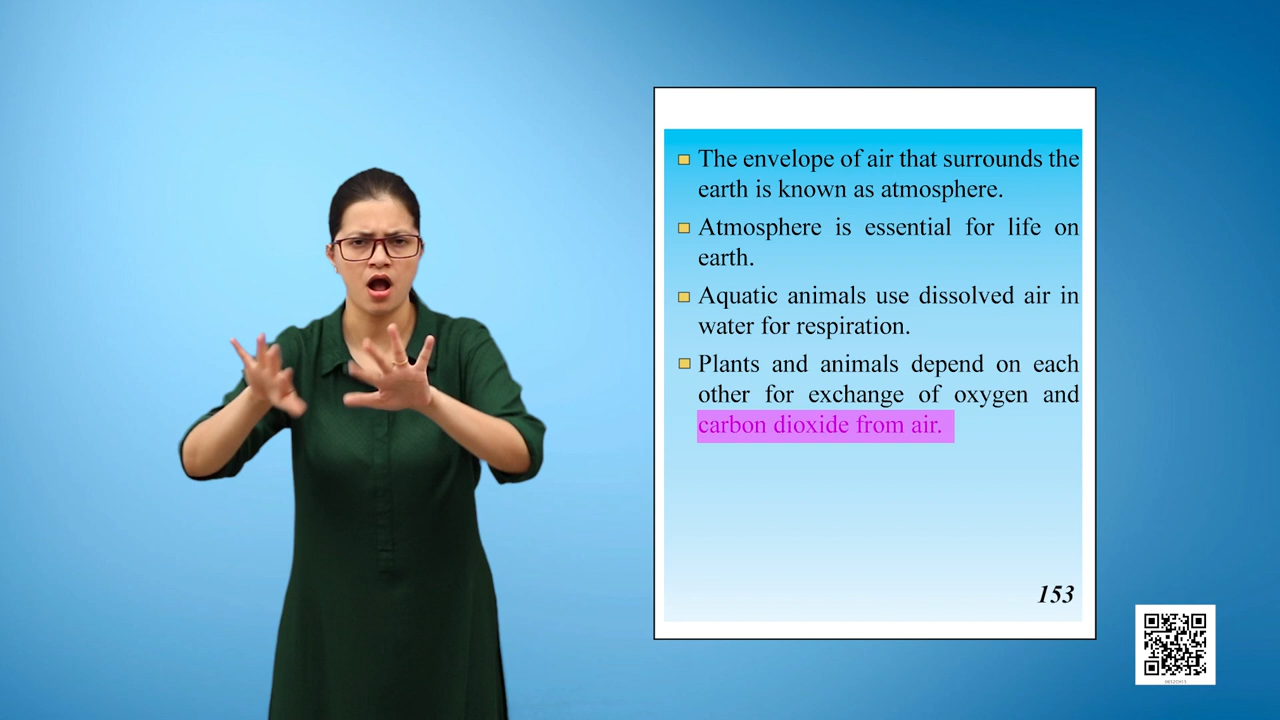 The envelope of air that surrounds the
earth is known as atmosphere.
Atmosphere is essential for life on
earth.
Aquatic animals use dissolved air in
water for respiration.
Plants and animals depend on each
other for exchange of oxygen and
carbon dioxide from air.
153